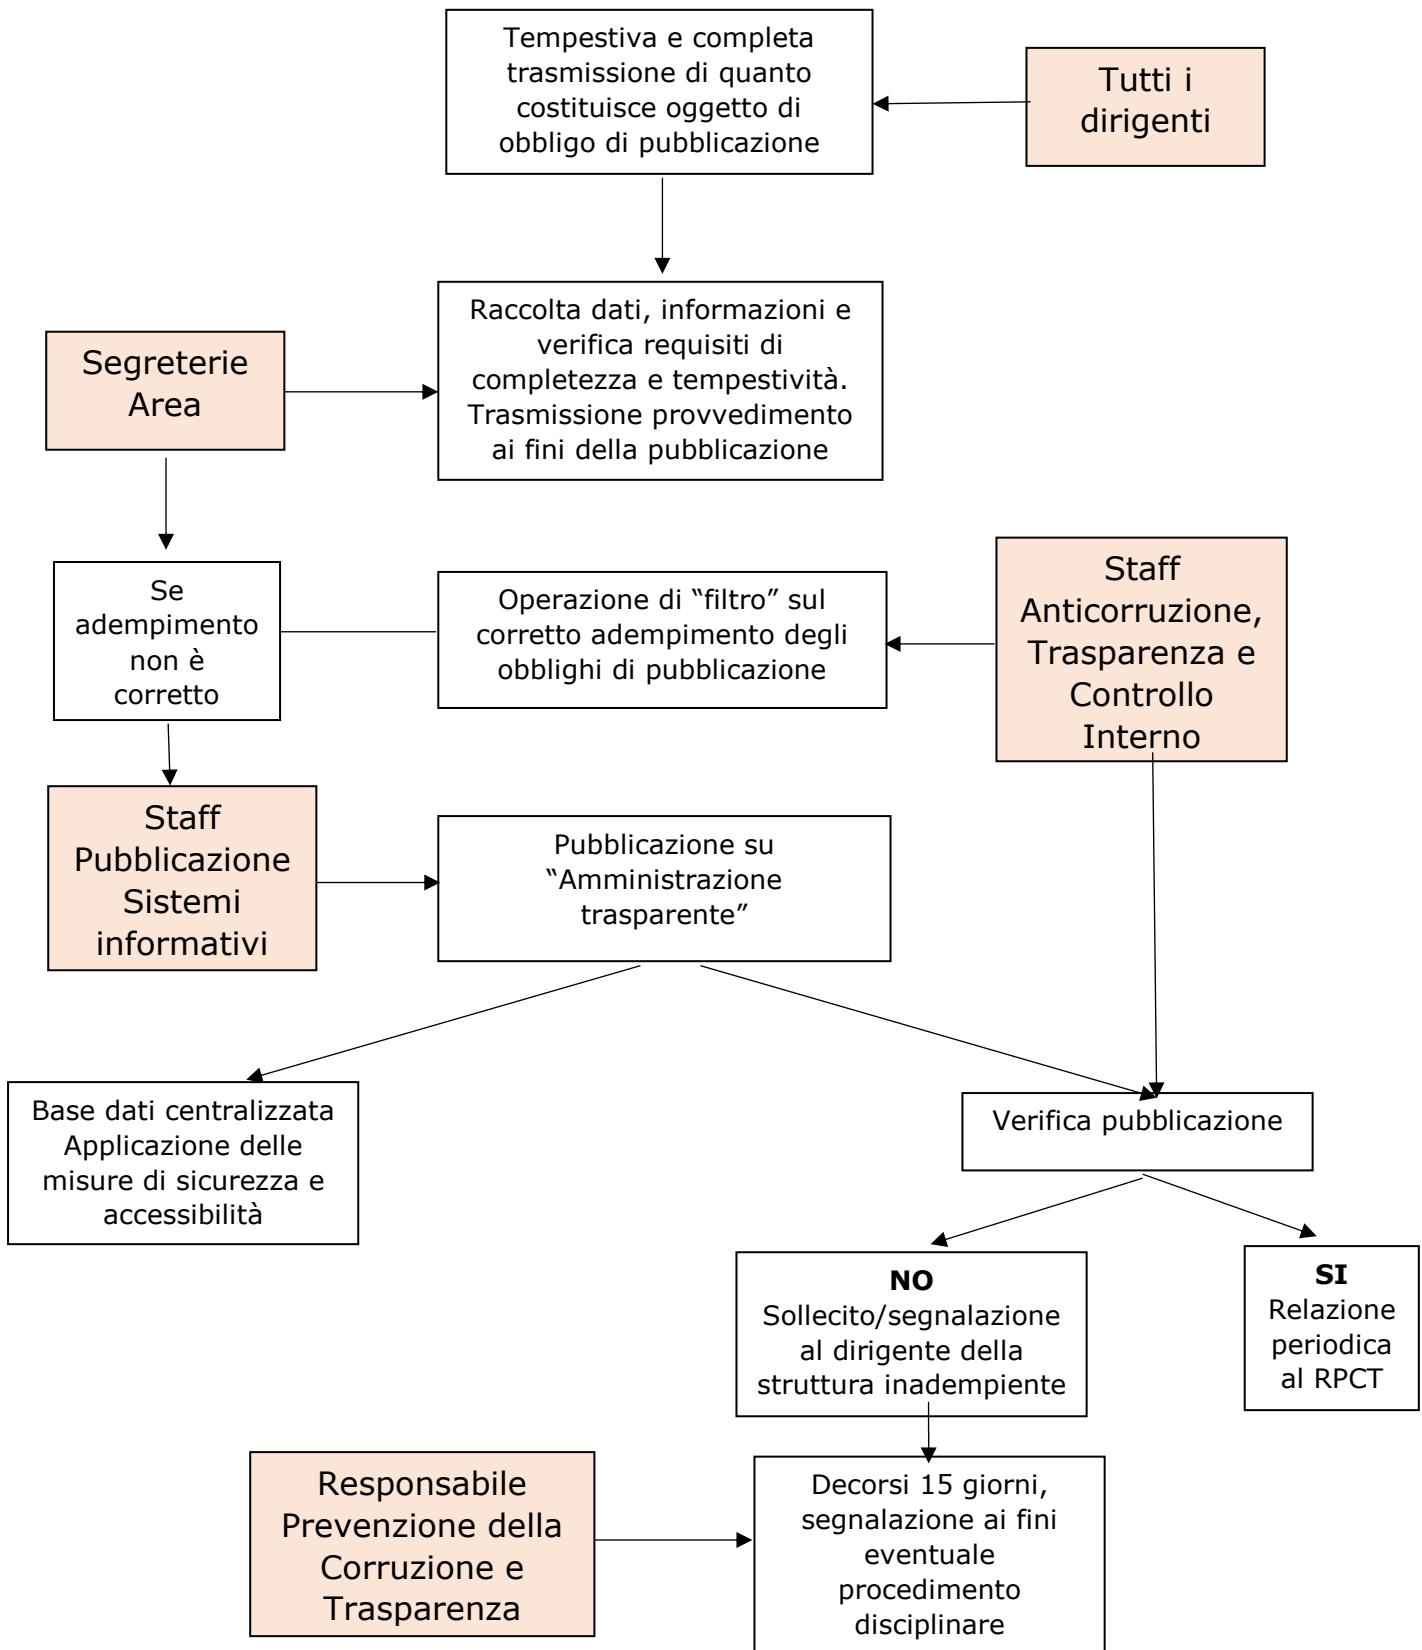 Tempestiva e completa
trasmissione di quanto
costituisce oggetto di
obbligo di pubblicazione
Tutti i
dirigenti
Raccolta dati, informazioni e
verifica requisiti di
completezza e tempestività.
Trasmissione provvedimento
ai fini della pubblicazione
Segreterie
Area
Se
adempimento
non è
corretto
Operazione di “filtro” sul
corretto adempimento degli
obblighi di pubblicazione
Staff
Anticorruzione,
Trasparenza e
Controllo
Interno
Staff
Pubblicazione
Sistemi
informativi
Pubblicazione su
“Amministrazione
trasparente”
Base dati centralizzata
Applicazione delle
misure di sicurezza e
accessibilità
Verifica pubblicazione
NO
Sollecito/segnalazione
al dirigente della
struttura inadempiente
SI
Relazione
periodica
al RPCT
Responsabile
Prevenzione della
Corruzione e
Trasparenza
Decorsi 15 giorni,
segnalazione ai fini
eventuale
procedimento
disciplinare